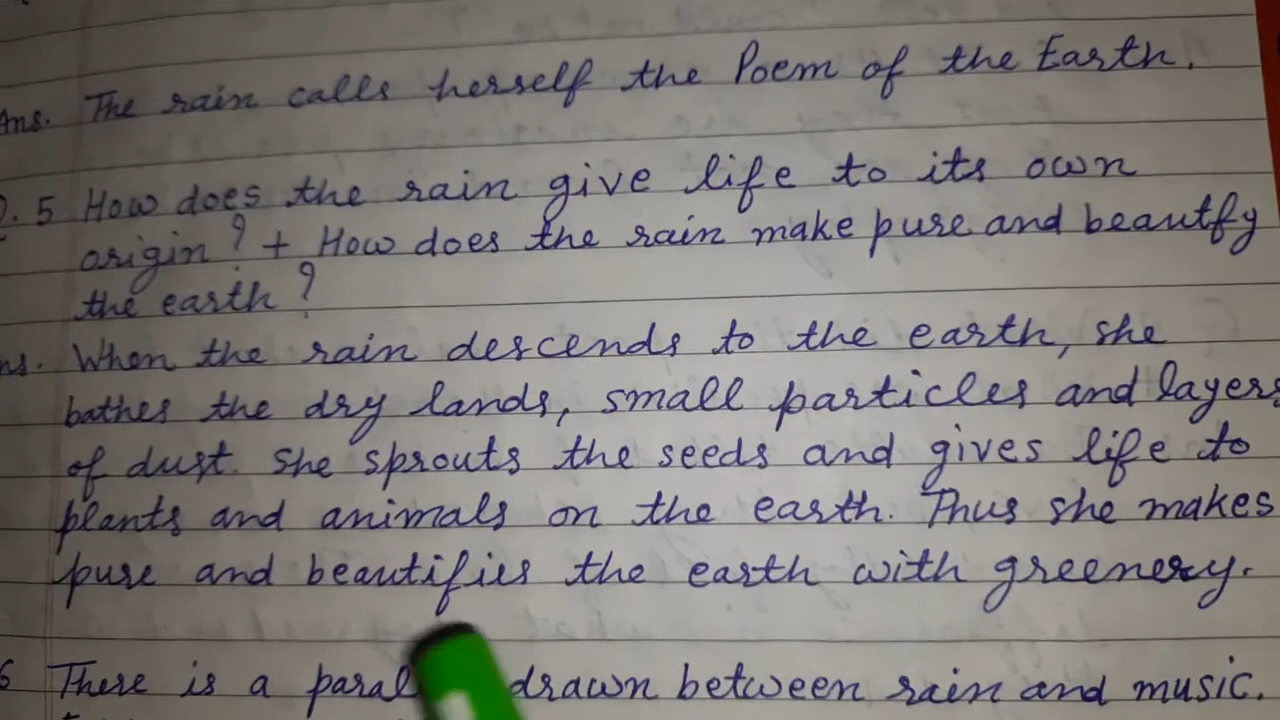 Ans. The rain calls herself the Poem of the Earth.
Q.5 How does the rain give life to its own
origin? + How does the rain make pure and beautfy
the earth?
Ans. When the rain descends to the earth, she
bathes the dry lands, small particles and layers
of dust. She sprouts the seeds and gives life to
plants and animals on the earth. Thus she makes
pure and beautifies the earth with greenery.
6 There is a drawn between rain and music.